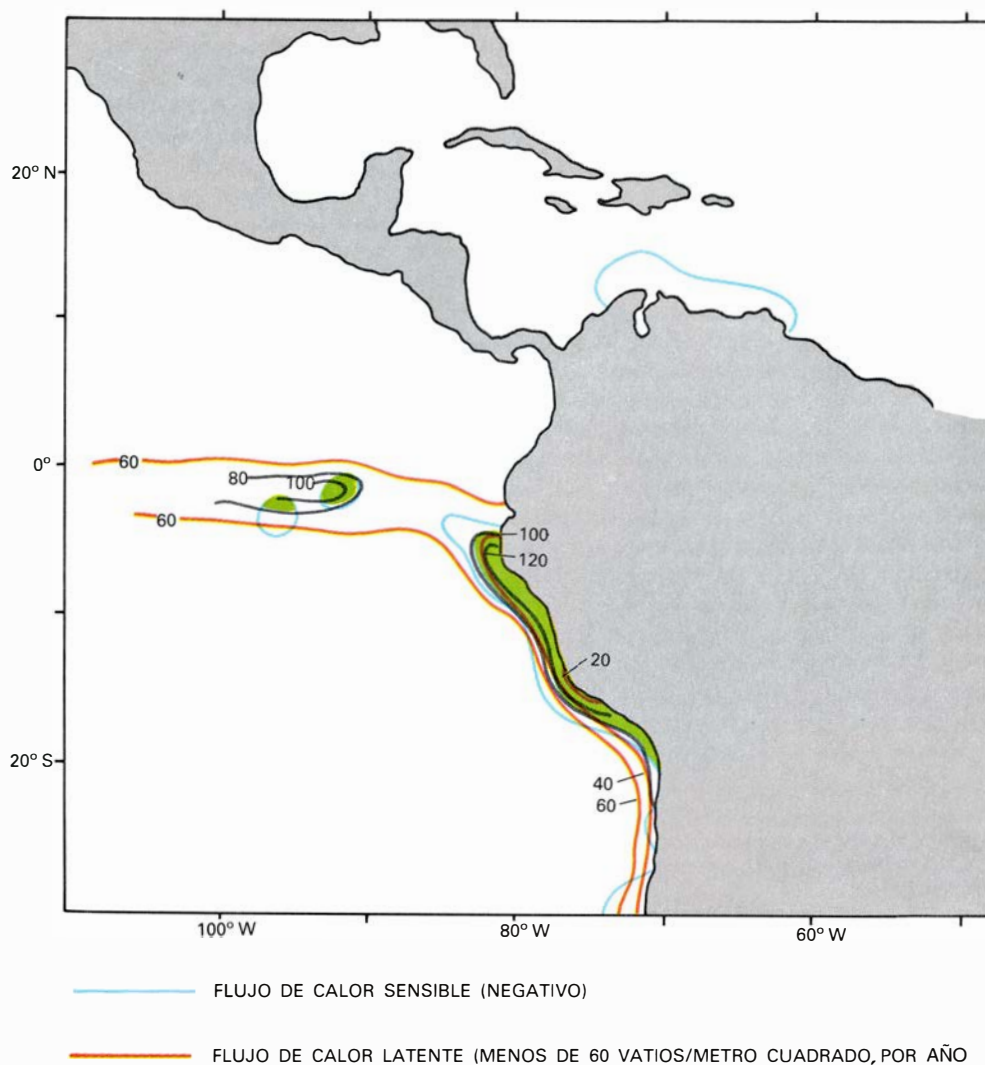 20° N
0°
60
80
100
60
100
120
20
20° S
40
60
100° W
80° W
60° W
FLUJO DE CALOR SENSIBLE (NEGATIVO)
FLUJO DE CALOR LATENTE (MENOS DE 60 VATIOS/METRO CUADRADO, POR AÑO